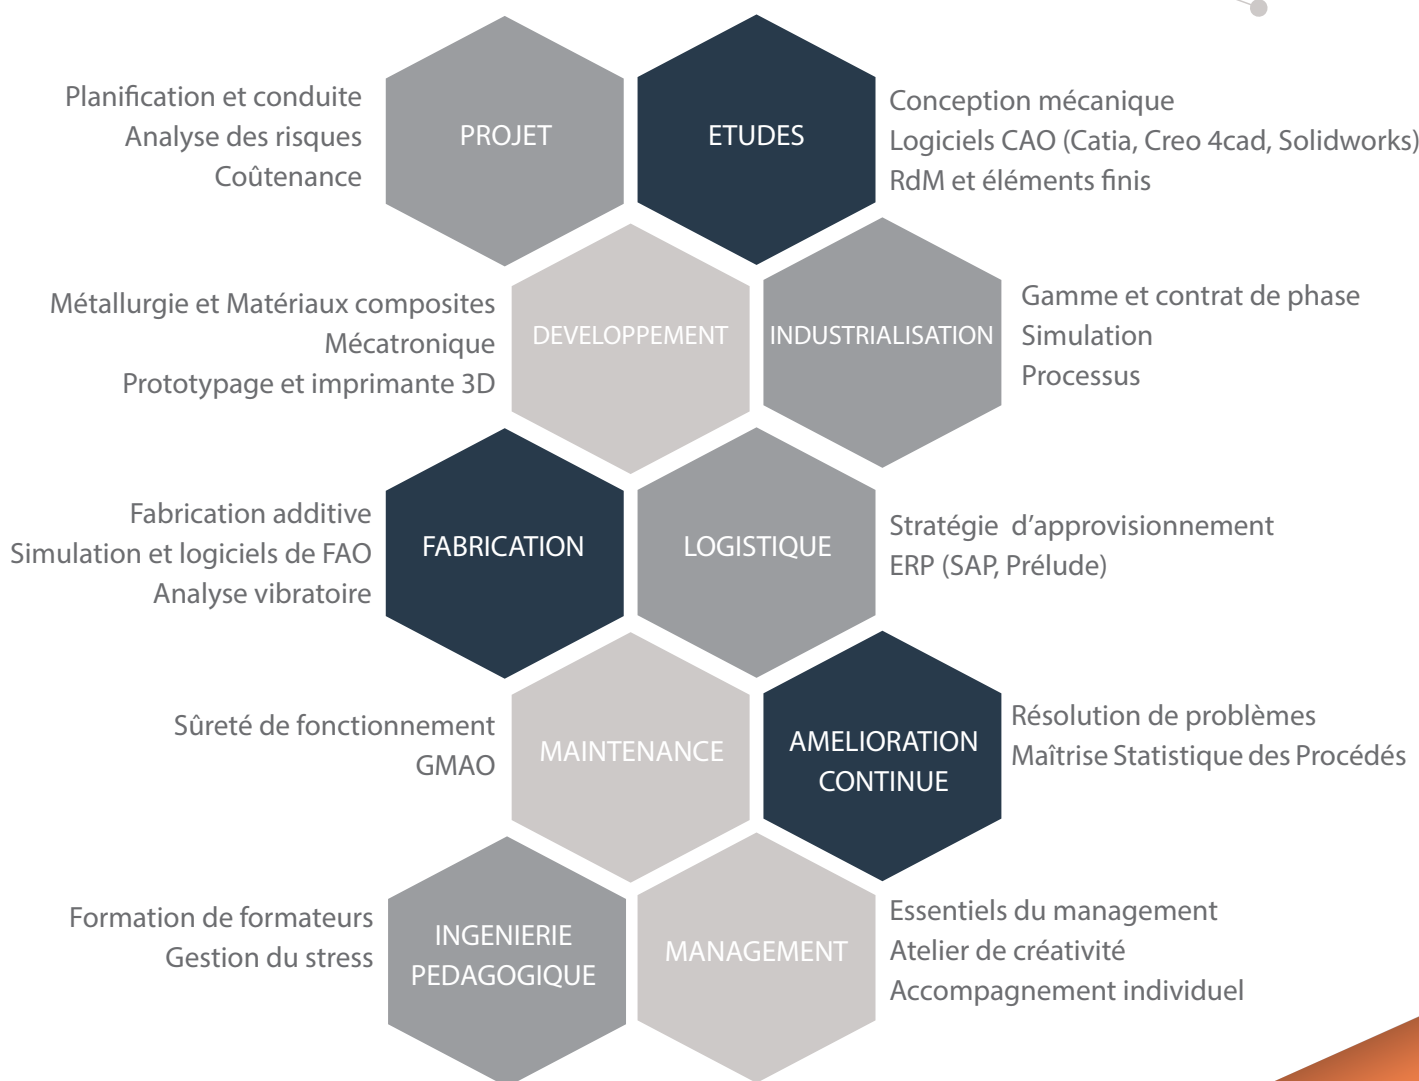 Planification et conduite
Analyse des risques
Coûtenance
PROJET
ETUDES
Conception mécanique
Logiciels CAO (Catia, Creo 4cad, Solidworks)
RdM et éléments finis
Métallurgie et Matériaux composites
Mécatronique
Prototypage et imprimante 3D
DEVELOPPEMENT
INDUSTRIALISATION
Gamme et contrat de phase
Simulation
Processus
Fabrication additive
Simulation et logiciels de FAO
Analyse vibratoire
FABRICATION
LOGISTIQUE
Stratégie d’approvisionnement
ERP (SAP, Prélude)
Sûreté de fonctionnement
GMAO
MAINTENANCE
AMELIORATION
CONTINUE
Résolution de problèmes
Maîtrise Statistique des Procédés
Formation de formateurs
Gestion du stress
INGENIERIE
PEDAGOGIQUE
MANAGEMENT
Essentiels du management
Atelier de créativité
Accompagnement individuel